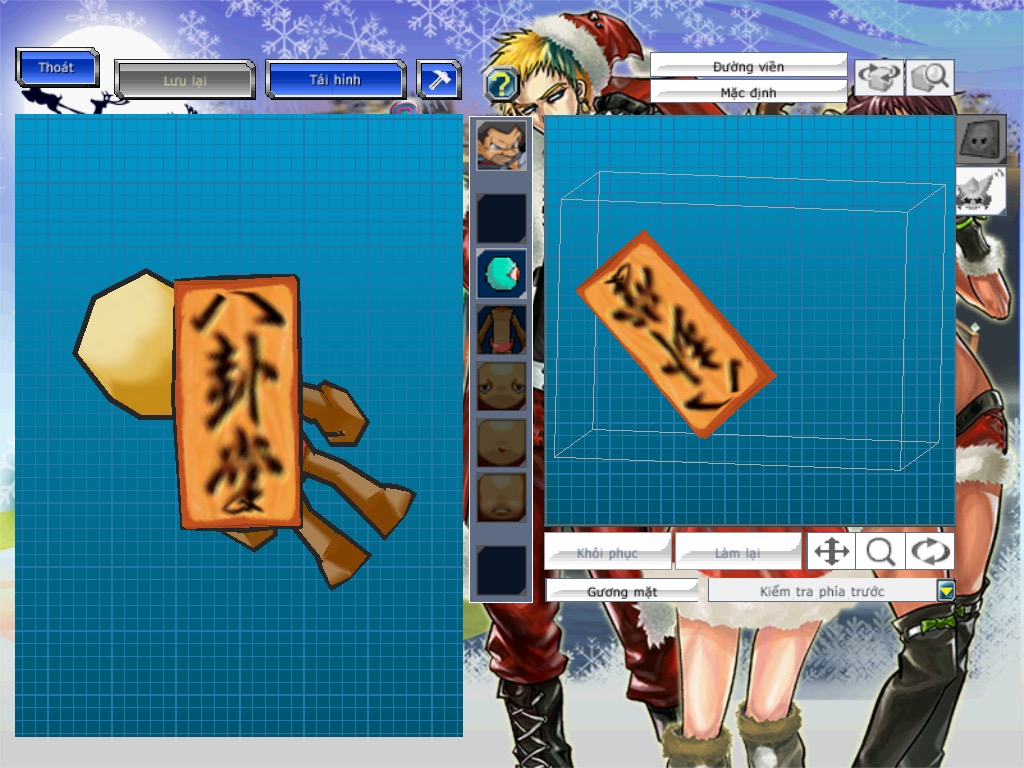 Thoát
Lưu lại
Tải hình
?
Đường viền
Mặc định
八卦掌
Khôi phục
Làm lại
Gương mặt
Kiểm tra phía trước